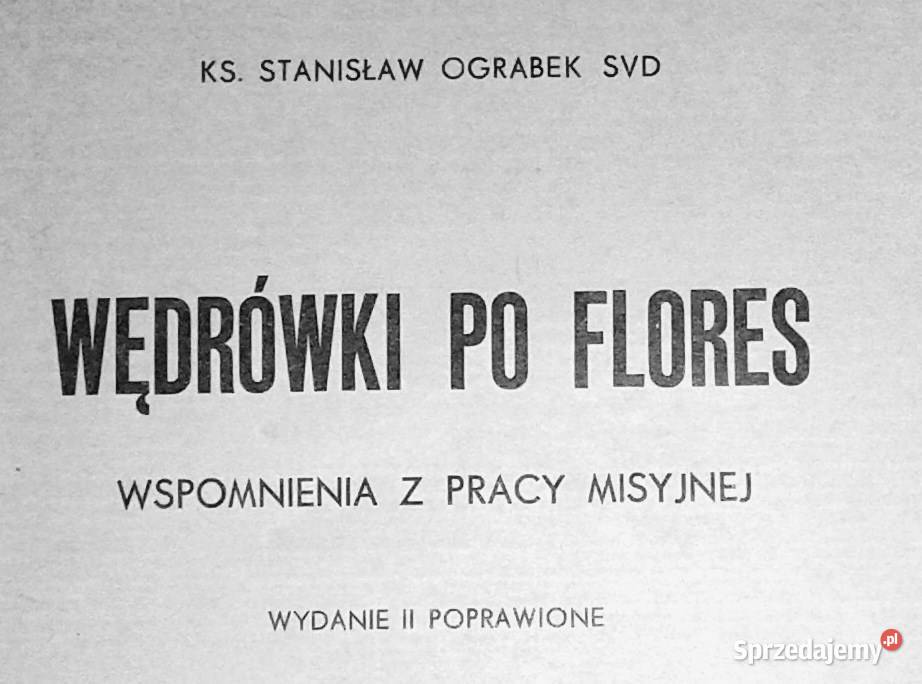 KS. STANISŁAW OGRABEK SVD
WĘDRÓWKI PO FLORES
WSPOMNIENIA Z PRACY MISYJNEJ
WYDANIE II POPRAWIONE
Sprzedajemy.pl